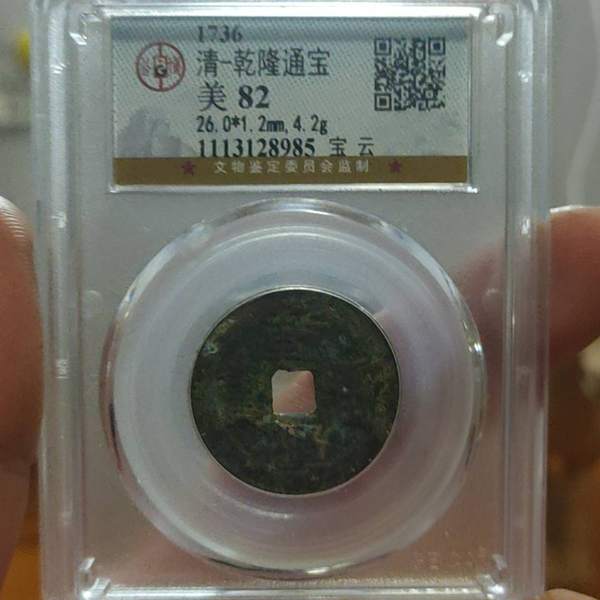 1736
清-乾隆通宝
美 82
26.0*1.2mm, 4.2g
1113128985 宝云
文物鉴定委员会监制